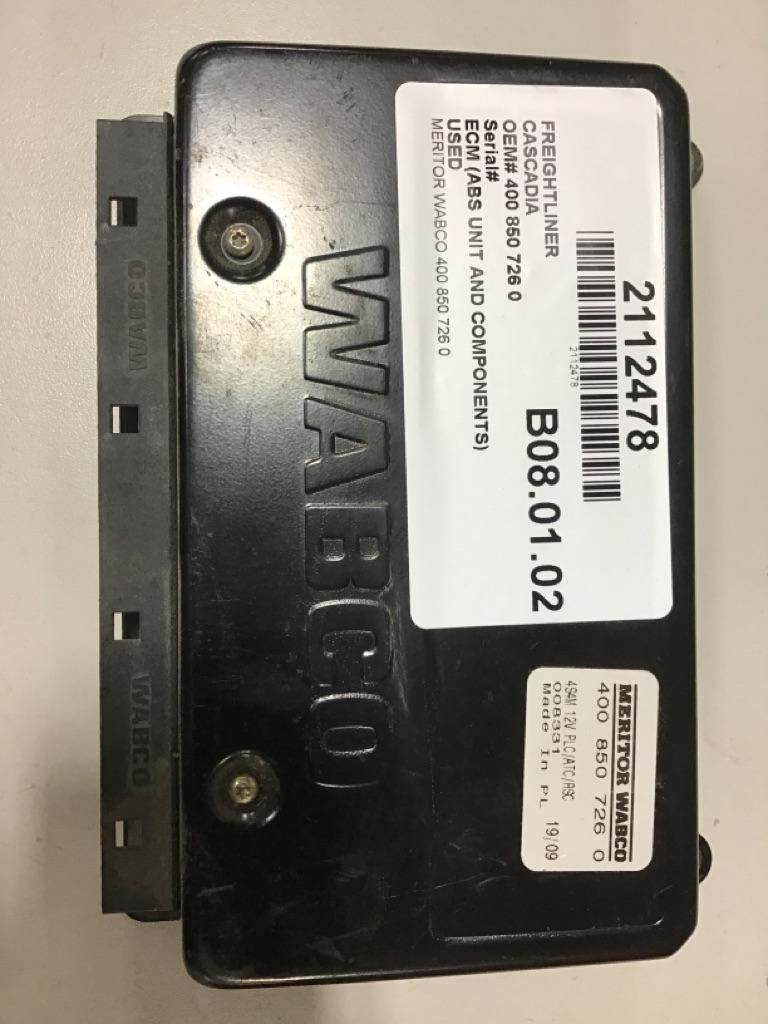 2112478
2112478
B08.01.02
FREIGHTLINER
CASCADIA
OEM# 400 850 726 0
Serial#
ECM (ABS UNIT AND COMPONENTS)
USED
MERITOR WABCO 400 850 726 0
MERITOR WABCO
400 850 726 0
4S4M 12V PLC/ATC/RSC
008331
Made In PL 19/09
WABCO
WABCO
WABCO